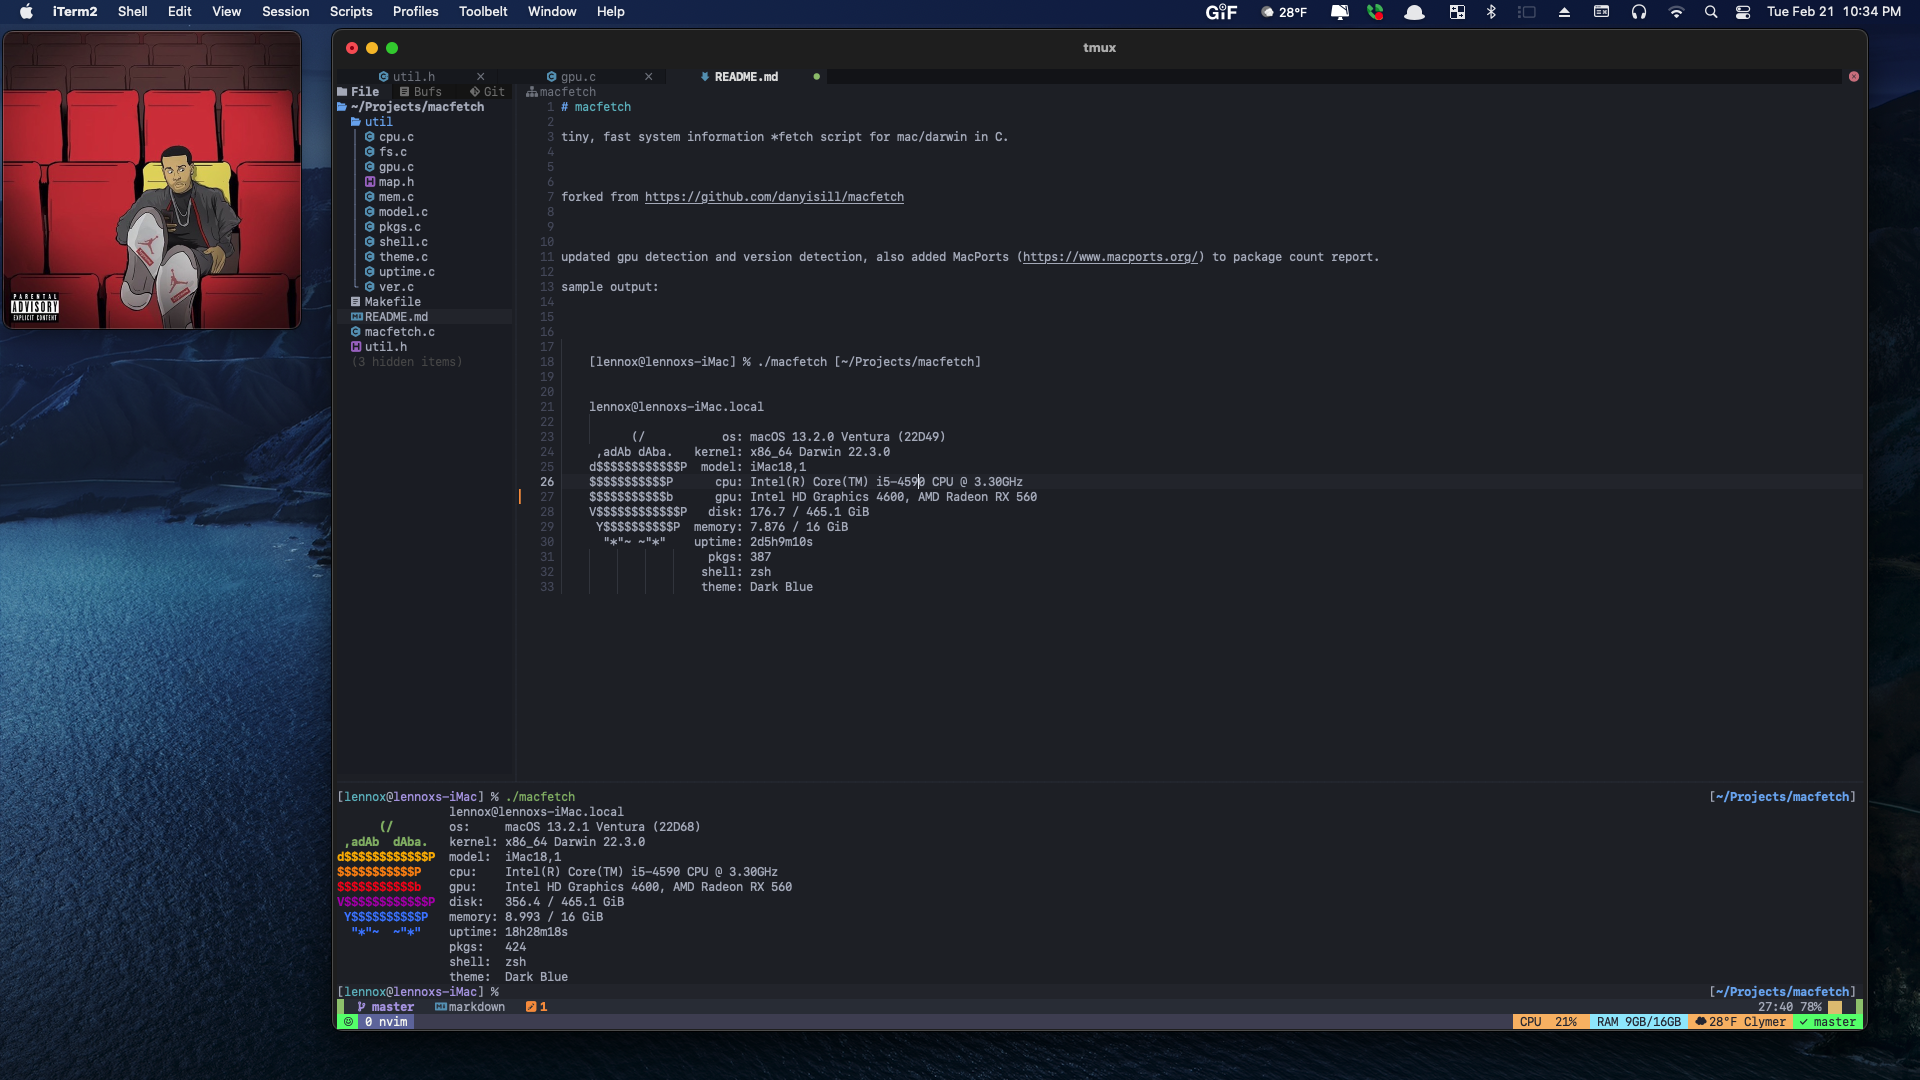 iTerm2 Shell Edit View Session Scripts Profiles Toolbelt Window Help GIF 28°F Tue Feb 21 10:34 PM
PARENTAL
ADVISORY
EXPLICIT CONTENT
tmux
util.h gpu.c README.md
File Bufs Git macfetch
~/Projects/macfetch
util
cpu.c
fs.c
gpu.c
map.h
mem.c
model.c
pkgs.c
shell.c
theme.c
uptime.c
ver.c
Makefile
README.md
macfetch.c
util.h
(3 hidden items)
1 # macfetch
2
3 tiny, fast system information *fetch script for mac/darwin in C.
4
5
6
7 forked from https://github.com/danyisill/macfetch
8
9
10
11 updated gpu detection and version detection, also added MacPorts (https://www.macports.org/) to package count report.
12
13 sample output:
14
15
16
17
18 [lennox@lennoxs-iMac] % ./macfetch [~/Projects/macfetch]
19
20
21 lennox@lennoxs-iMac.local
22
23 (/ os: macOS 13.2.0 Ventura (22D49)
24 ,adAb dAba. kernel: x86_64 Darwin 22.3.0
25 d$$$$$$$$$$$$P model: iMac18,1
26 $$$$$$$$$$$P cpu: Intel(R) Core(TM) i5-4590 CPU @ 3.30GHz
27 $$$$$$$$$$$b gpu: Intel HD Graphics 4600, AMD Radeon RX 560
28 V$$$$$$$$$$$$P disk: 176.7 / 465.1 GiB
29 Y$$$$$$$$$$P memory: 7.876 / 16 GiB
30 "*"~ ~"*" uptime: 2d5h9m10s
31 pkgs: 387
32 shell: zsh
33 theme: Dark Blue
[lennox@lennoxs-iMac] % ./macfetch [~/Projects/macfetch]
lennox@lennoxs-iMac.local
(/ os: macOS 13.2.1 Ventura (22D68)
,adAb dAba. kernel: x86_64 Darwin 22.3.0
d$$$$$$$$$$$$P model: iMac18,1
$$$$$$$$$$$P cpu: Intel(R) Core(TM) i5-4590 CPU @ 3.30GHz
$$$$$$$$$$$b gpu: Intel HD Graphics 4600, AMD Radeon RX 560
V$$$$$$$$$$$$P disk: 356.4 / 465.1 GiB
Y$$$$$$$$$$P memory: 8.993 / 16 GiB
"*"~ ~"*" uptime: 18h28m18s
pkgs: 424
shell: zsh
theme: Dark Blue
[lennox@lennoxs-iMac] % [~/Projects/macfetch]
master markdown 1 27:40 78%
0 nvim CPU 21% RAM 9GB/16GB 28°F Clymer ✓ master